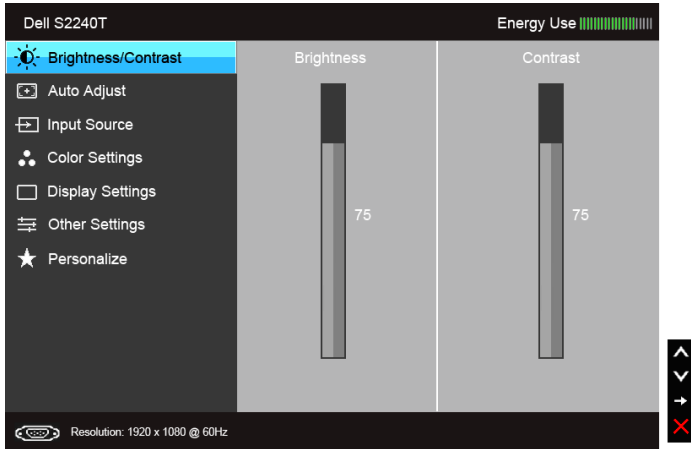 Dell S2240T
Energy Use
Brightness/Contrast
Auto Adjust
Input Source
Color Settings
Display Settings
Other Settings
Personalize
Brightness
Contrast
75
75
Resolution: 1920 x 1080 @ 60Hz